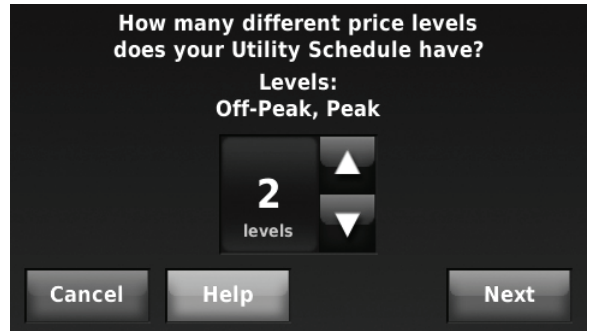 How many different price levels
does your Utility Schedule have?
Levels:
Off-Peak, Peak
2
levels
Cancel
Help
Next